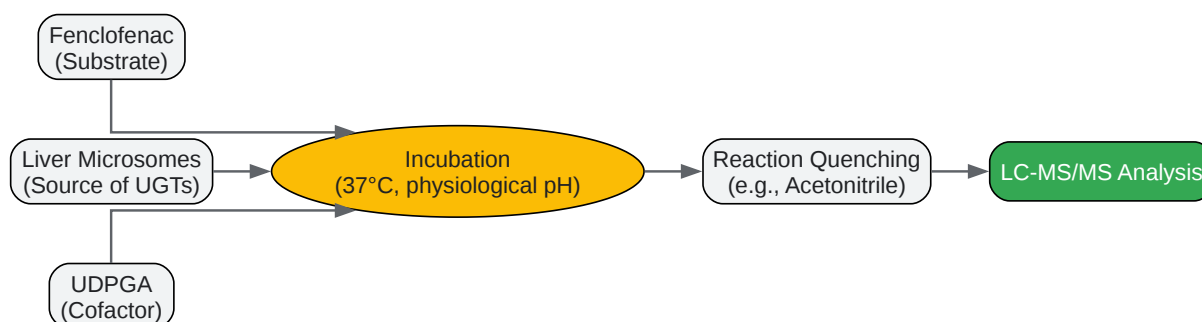 Fenclofenac
(Substrate)
Liver Microsomes
(Source of UGTs)
UDPGA
(Cofactor)
Incubation
(37°C, physiological pH)
Reaction Quenching
(e.g., Acetonitrile)
LC-MS/MS Analysis